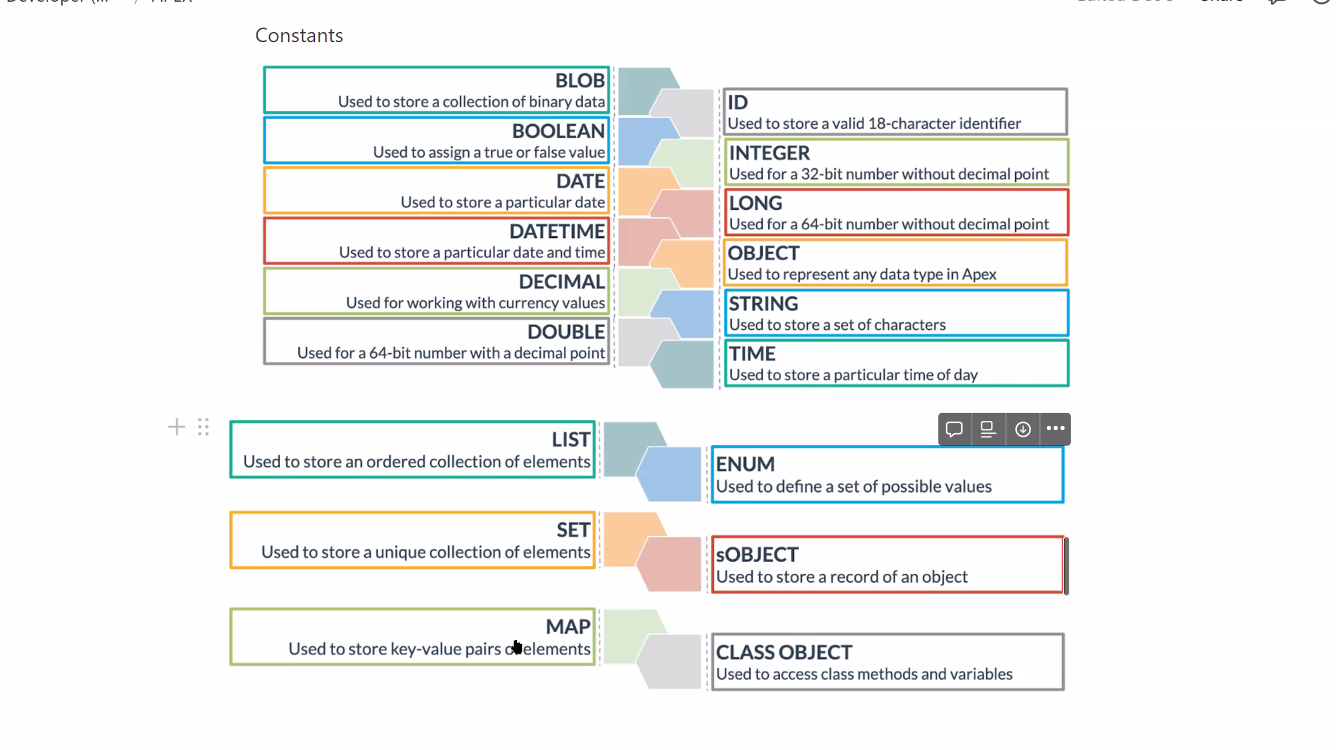 Constants
BLOB
Used to store a collection of binary data
ID
Used to store a valid 18-character identifier
BOOLEAN
Used to assign a true or false value
INTEGER
Used for a 32-bit number without decimal point
DATE
Used to store a particular date
LONG
Used for a 64-bit number without decimal point
DATETIME
Used to store a particular date and time
OBJECT
Used to represent any data type in Apex
DECIMAL
Used for working with currency values
STRING
Used to store a set of characters
DOUBLE
Used for a 64-bit number with a decimal point
TIME
Used to store a particular time of day
LIST
Used to store an ordered collection of elements
ENUM
Used to define a set of possible values
SET
Used to store a unique collection of elements
sOBJECT
Used to store a record of an object
MAP
Used to store key-value pairs of elements
CLASS OBJECT
Used to access class methods and variables